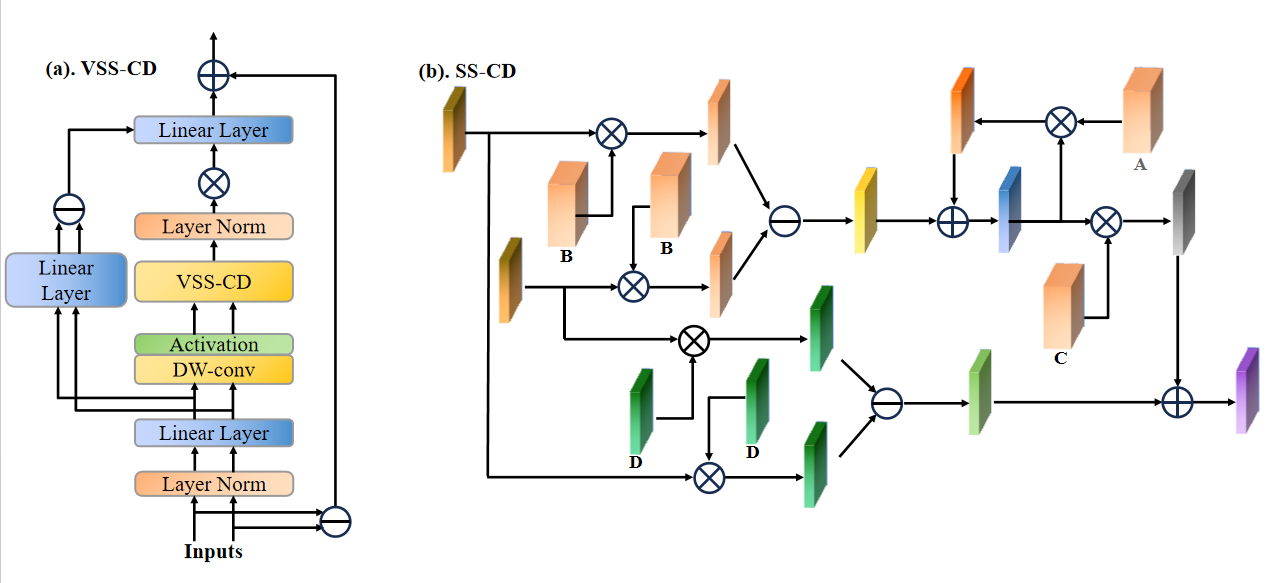 (a). VSS-CD
Linear Layer
Layer Norm
Linear
Layer
VSS-CD
Activation
DW-conv
Linear Layer
Layer Norm
Inputs
(b). SS-CD
A
B
B
C
D
D